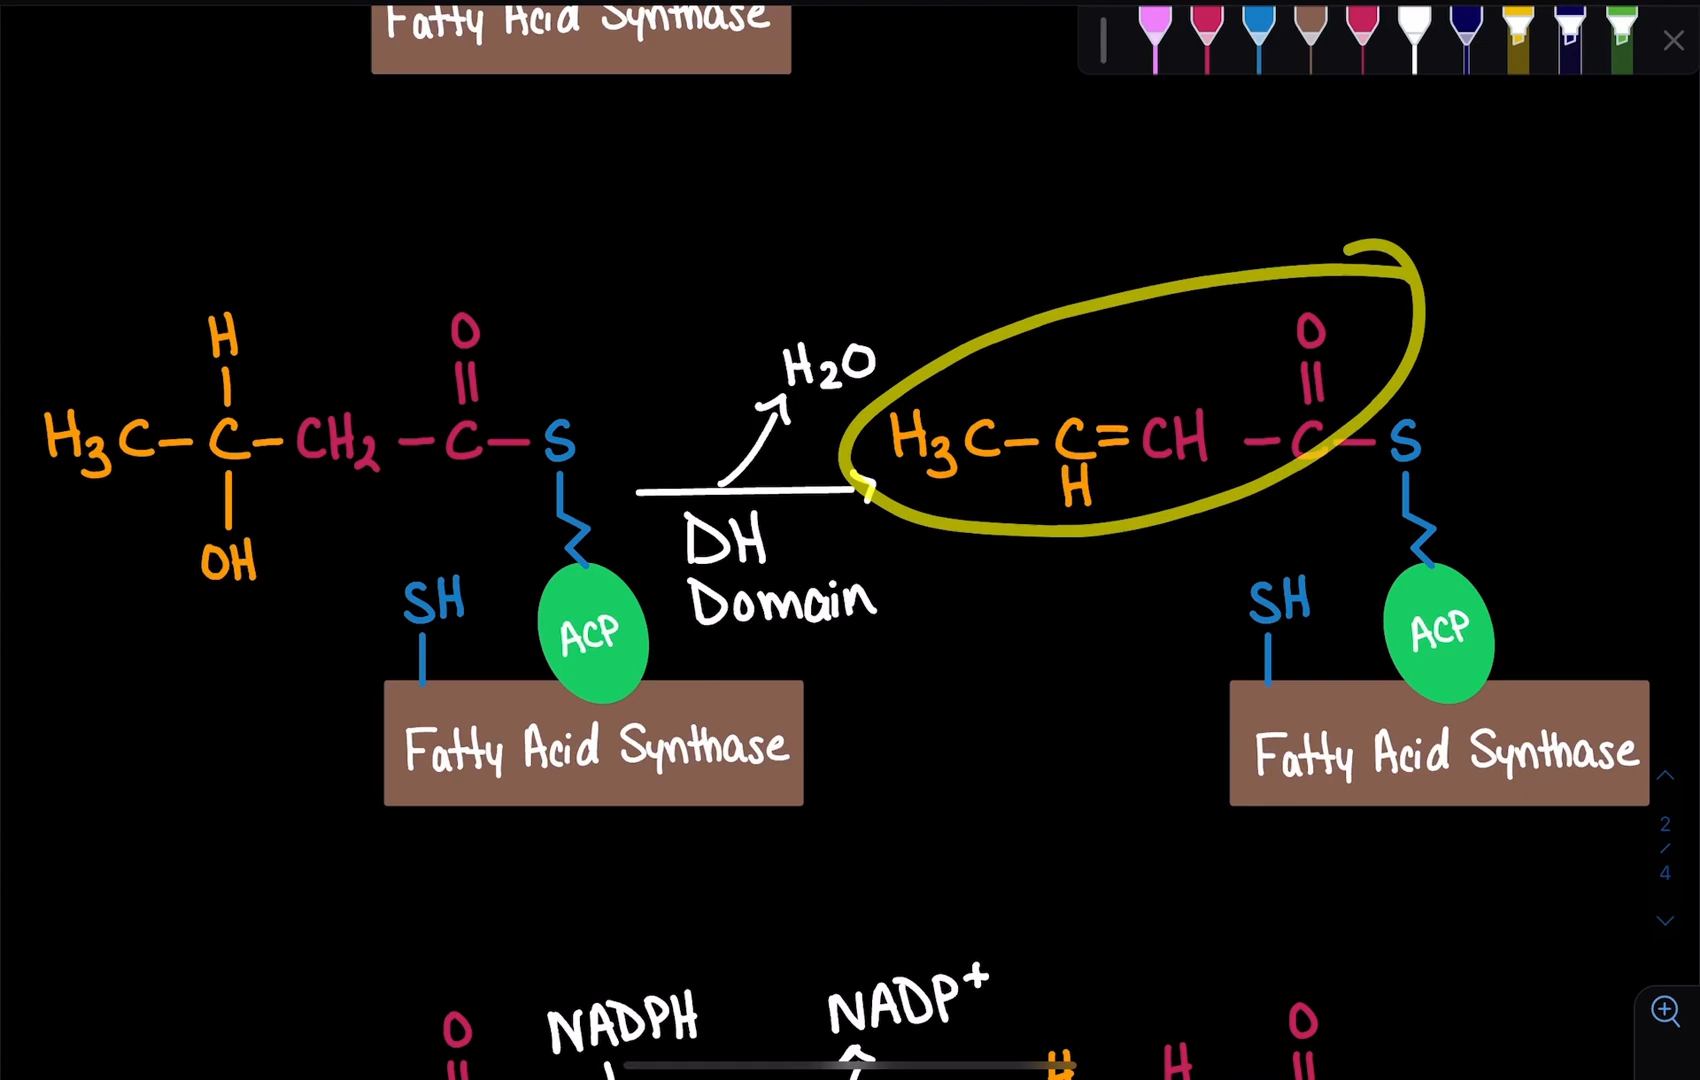 Fatty Acid Synthase
H
O
O
H2O
H3C-C-CH2-C-S
H3C-C=CH-C-S
H
OH
DH
Domain
SH
ACP
SH
ACP
Fatty Acid Synthase
Fatty Acid Synthase
2
/
4
NADPH
NADP+
O
O
H
H